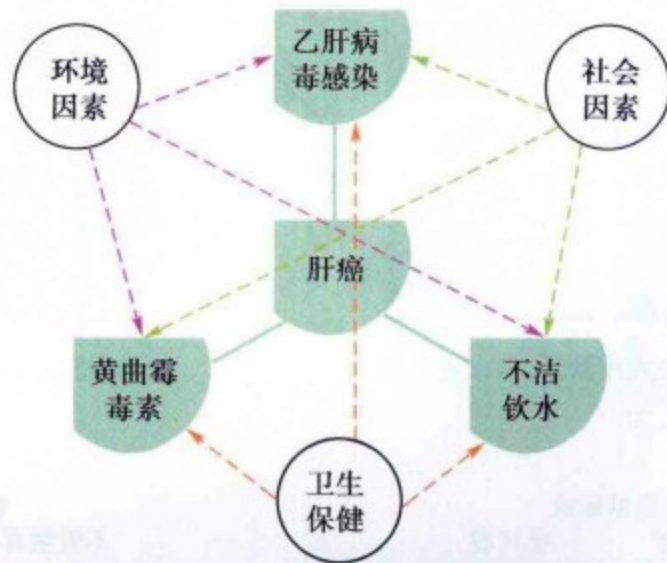 环境
因素
乙肝病
毒感染
社会
因素
肝癌
黄曲霉
毒素
不洁
饮水
卫生
保健